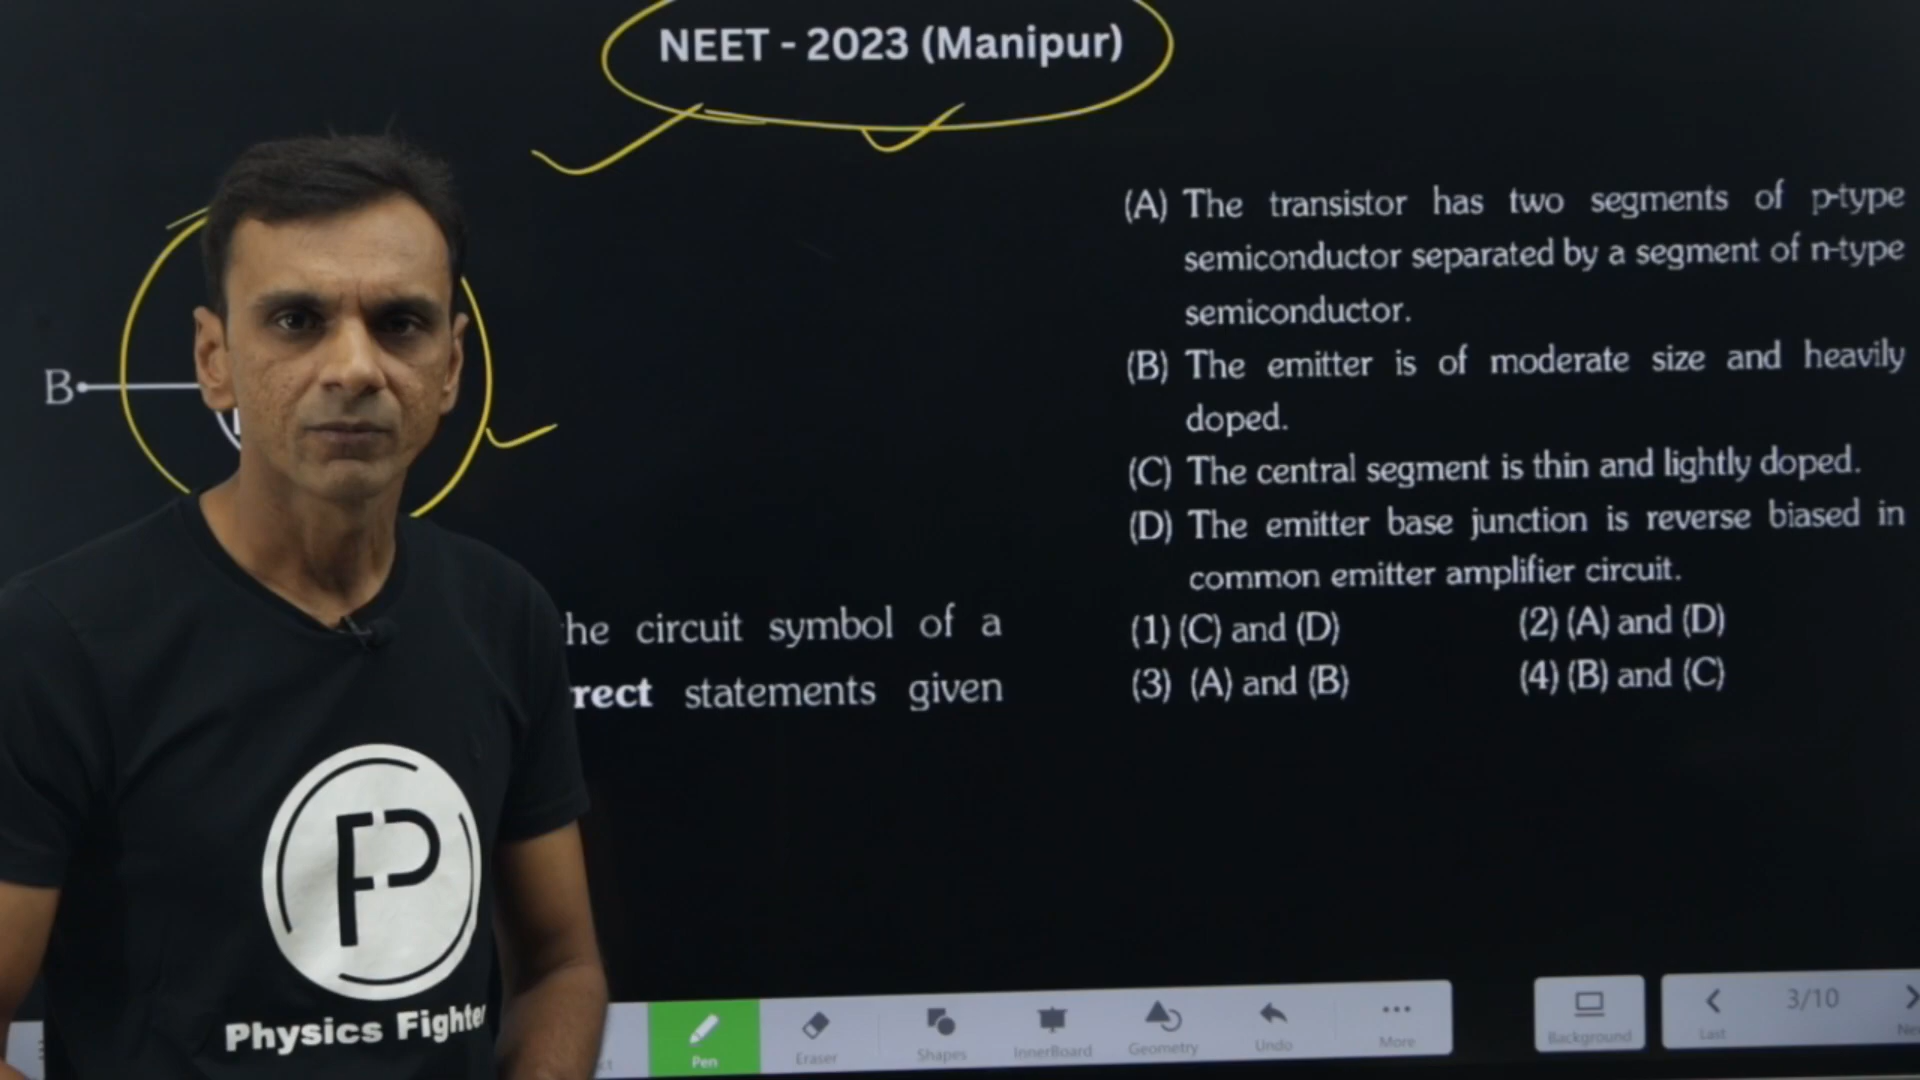 NEET - 2023 (Manipur)
(A) The transistor has two segments of p-type
semiconductor separated by a segment of n-type
semiconductor.
(B) The emitter is of moderate size and heavily
doped.
(C) The central segment is thin and lightly doped.
(D) The emitter base junction is reverse biased in
common emitter amplifier circuit.
(1) (C) and (D) (2) (A) and (D)
(3) (A) and (B) (4) (B) and (C)
B
circuit symbol of a
statements given
FP
Physics Fighter
Pen
Eraser
Shapes
InnerBoard
Geometry
Undo
More
Background
Last
3/10